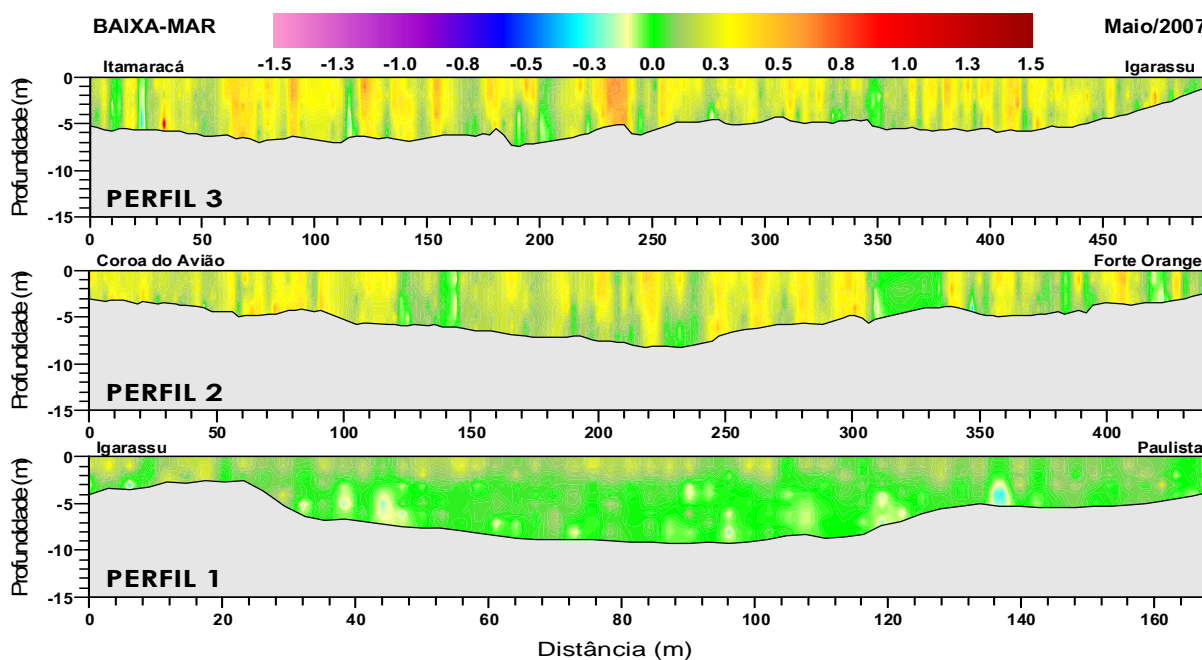 BAIXA-MAR Maio/2007
-1.5 -1.3 -1.0 -0.8 -0.5 -0.3 0.0 0.3 0.5 0.8 1.0 1.3 1.5
Itamaracá Igarassu
Profundidade (m)
0
-5
-10
-15
PERFIL 3
0 50 100 150 200 250 300 350 400 450
Coroa do Avião Forte Orange
Profundidade (m)
0
-5
-10
-15
PERFIL 2
0 50 100 150 200 250 300 350 400
Igarassu Paulista
Profundidade (m)
0
-5
-10
-15
PERFIL 1
0 20 40 60 80 100 120 140 160
Distância (m)